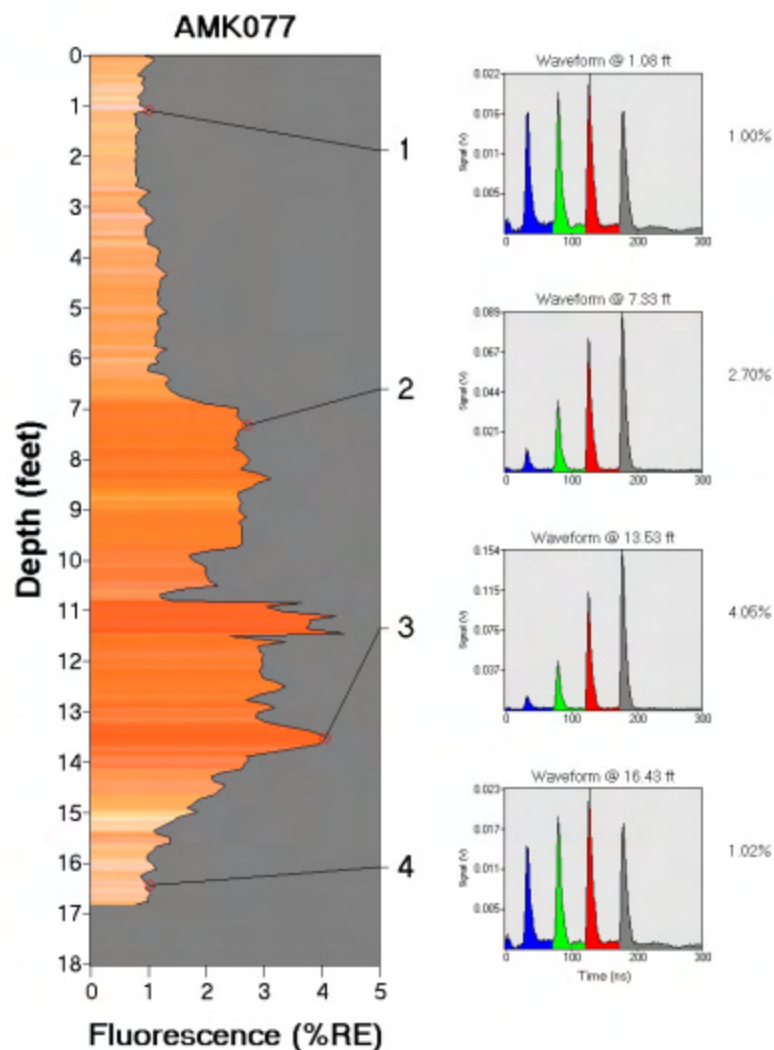 AMK077
0
1
2
3
4
5
6
7
8
9
10
11
12
13
14
15
16
17
18
Depth (feet)
0 1 2 3 4 5
Fluorescence (%RE)
1
2
3
4
Waveform @ 1.08 ft
0.022
0.016
0.011
0.005
Signal (V)
0 100 200 300
1.00%
Waveform @ 7.33 ft
0.089
0.067
0.044
0.021
Signal (V)
0 100 200 300
2.70%
Waveform @ 13.53 ft
0.154
0.115
0.076
0.037
Signal (V)
0 100 200 300
4.05%
Waveform @ 16.43 ft
0.023
0.017
0.011
0.005
Signal (V)
0 100 200 300
Time (ns)
1.02%